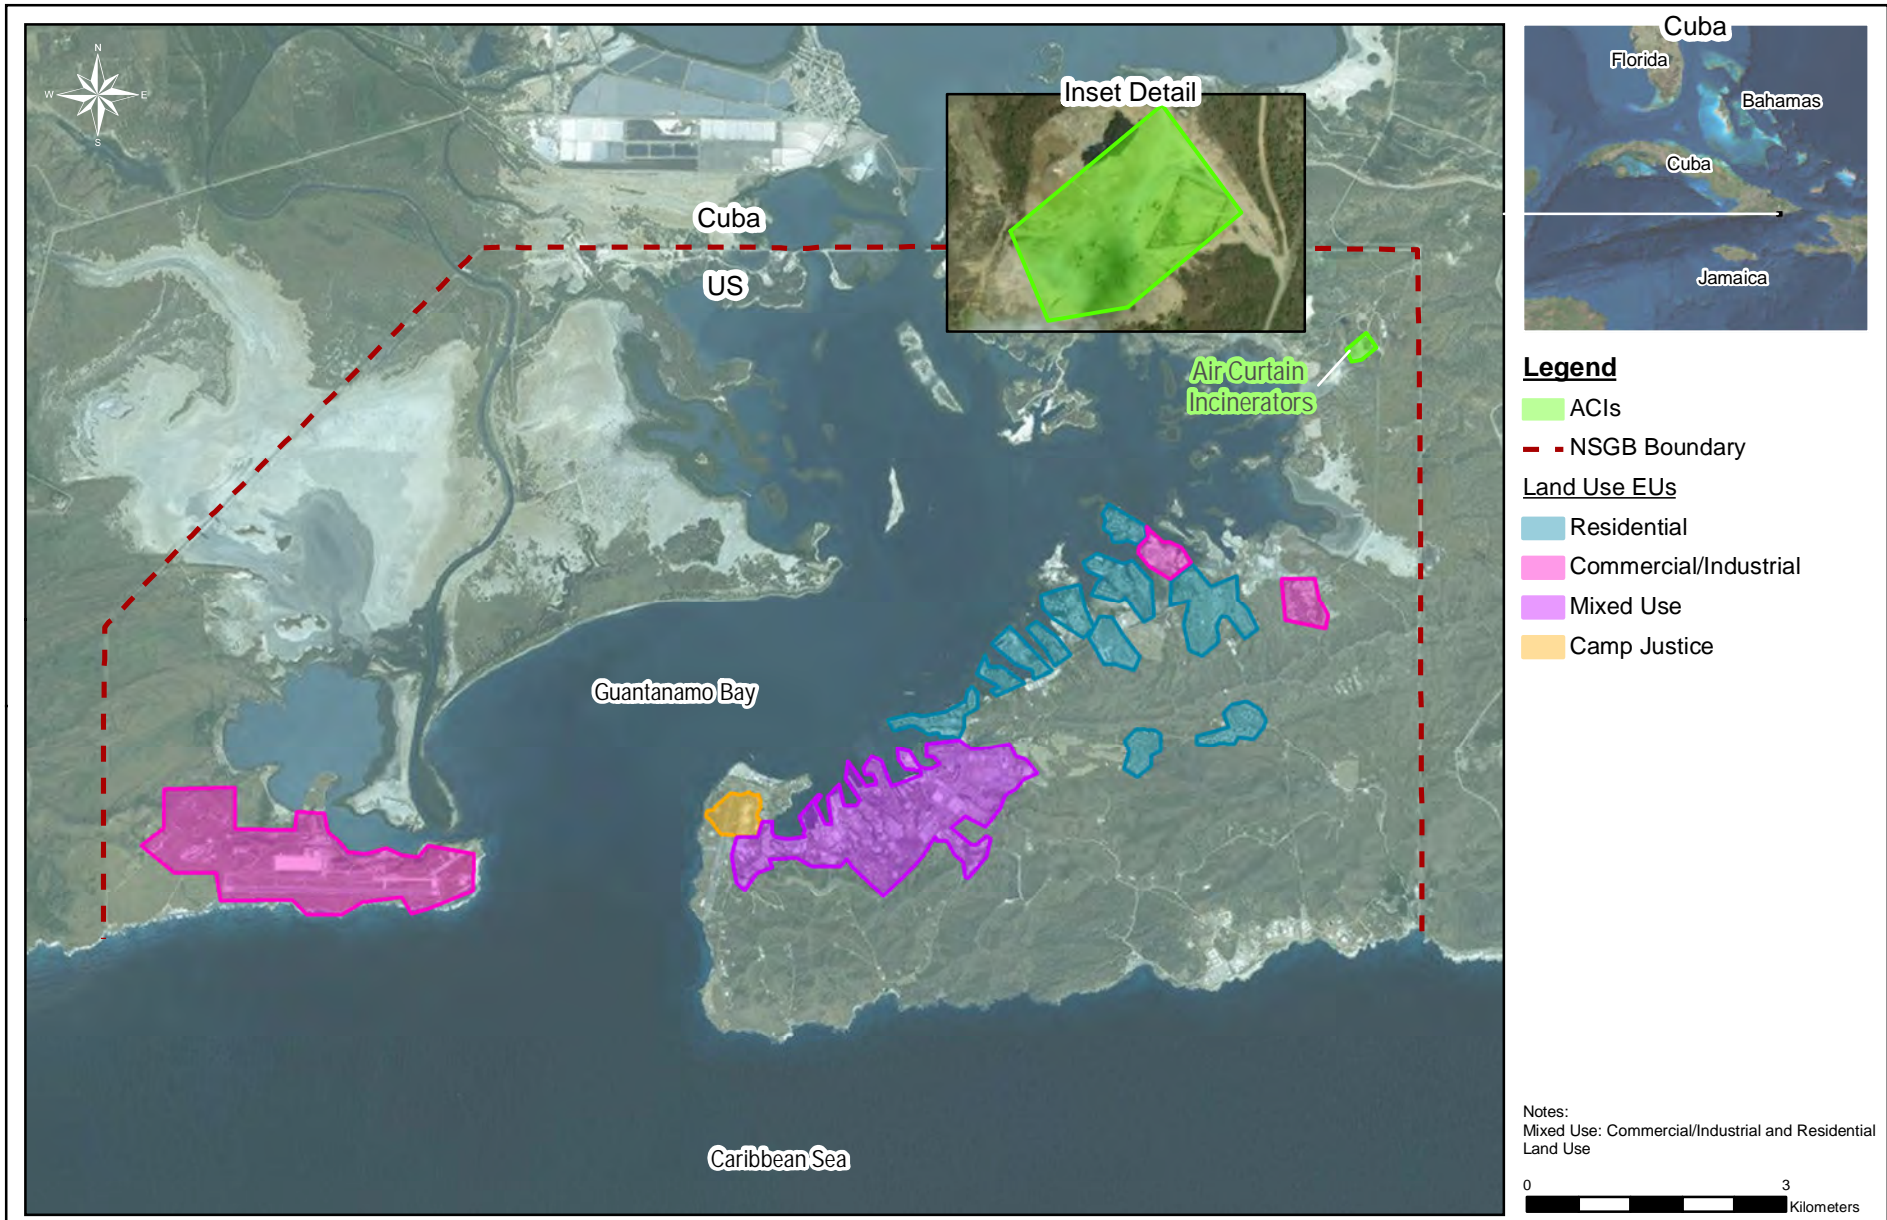 N
W
E
S
Inset Detail
Cuba
US
Air Curtain
Incinerators
Guantanamo Bay
Caribbean Sea
Cuba
Florida
Bahamas
Cuba
Jamaica
Legend
ACIs
NSGB Boundary
Land Use EUs
Residential
Commercial/Industrial
Mixed Use
Camp Justice
Notes:
Mixed Use: Commercial/Industrial and Residential
Land Use
0 3
Kilometers